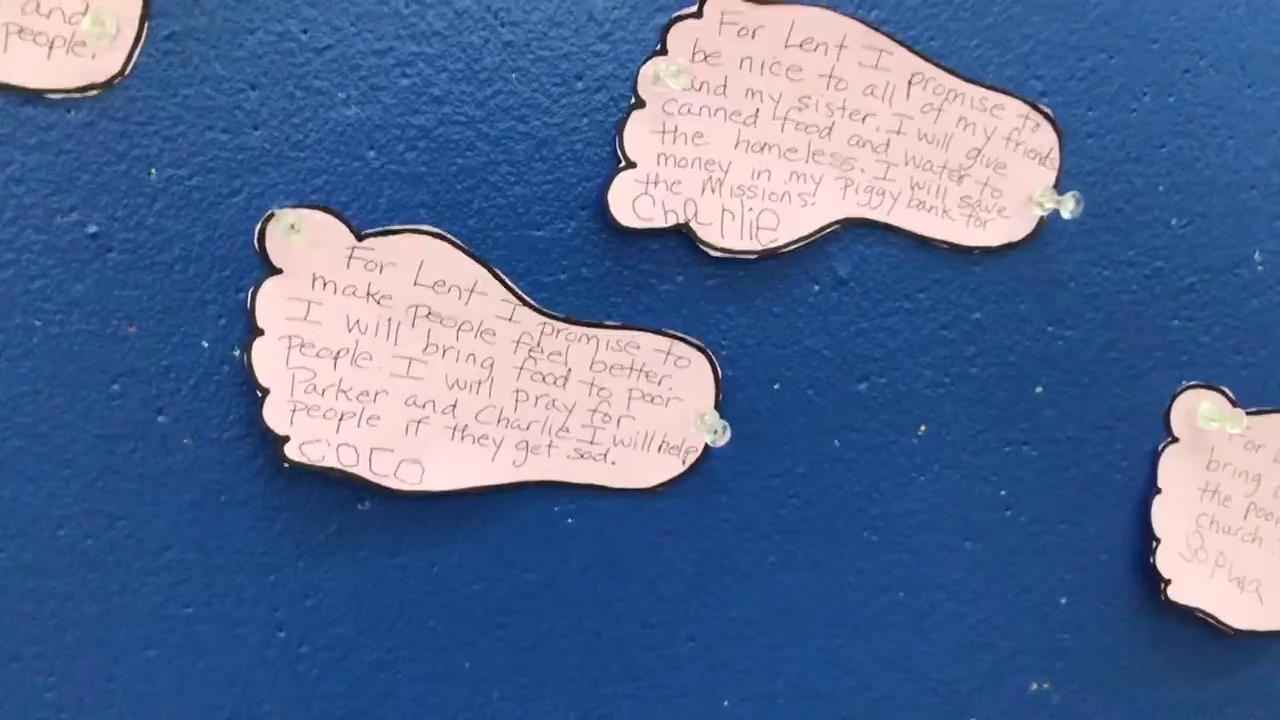 and
people.
For Lent I promise to
be nice to all of my friends
and my sister. I will give
canned food and water to
the homeless. I will save
money in my Piggy bank for
the Missions!
Charlie
For Lent I promise to
make people feel better.
I will bring food to poor
people. I will pray for
Parker and Charlie. I will help
people if they get sad.
COCO
For
bring
the poor
church
Sophia